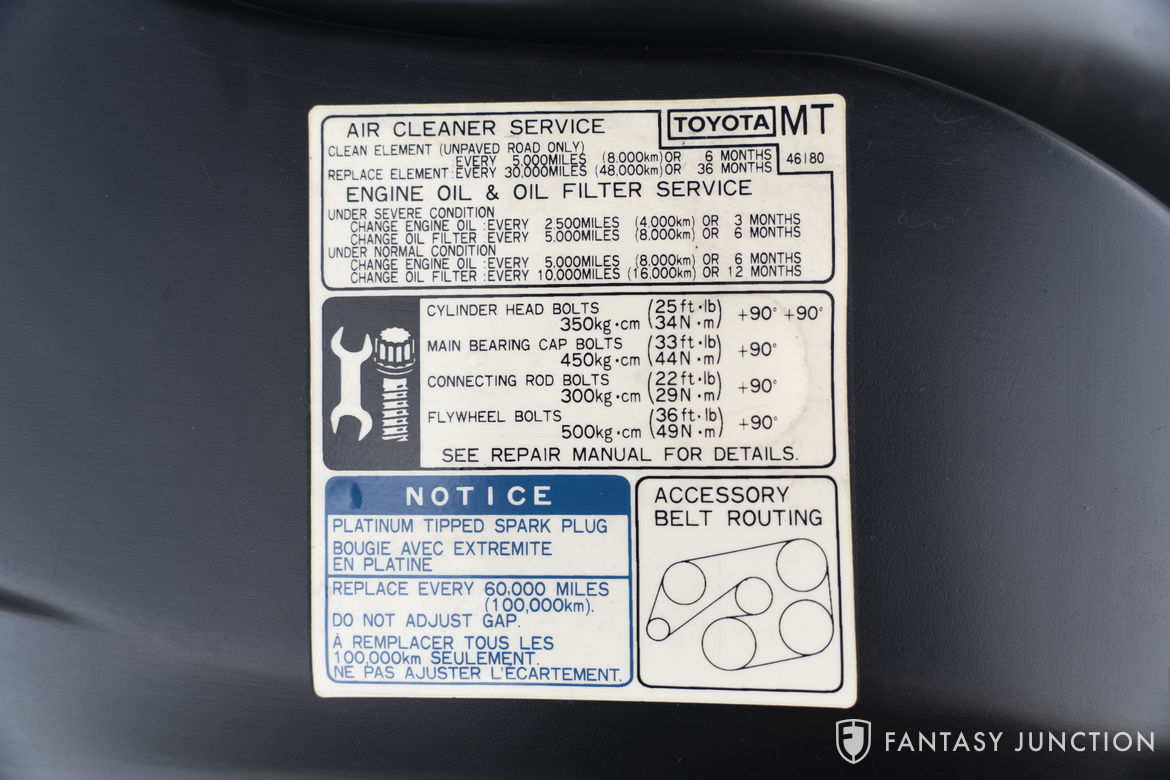 AIR CLEANER SERVICE
TOYOTA MT
CLEAN ELEMENT (UNPAVED ROAD ONLY)
:EVERY 5.000MILES (8.000km)OR 6 MONTHS
46180
REPLACE ELEMENT:EVERY 30,000MILES (48,000km)OR 36 MONTHS
ENGINE OIL & OIL FILTER SERVICE
UNDER SEVERE CONDITION
CHANGE ENGINE OIL :EVERY 2.500MILES (4.000km) OR 3 MONTHS
CHANGE OIL FILTER :EVERY 5.000MILES (8.000km) OR 6 MONTHS
UNDER NORMAL CONDITION
CHANGE ENGINE OIL :EVERY 5,000MILES (8,000km) OR 6 MONTHS
CHANGE OIL FILTER :EVERY 10,000MILES (16,000km) OR 12 MONTHS
CYLINDER HEAD BOLTS
350kg·cm (25ft·lb) (34N·m) +90° +90°
MAIN BEARING CAP BOLTS
450kg·cm (33ft·lb) (44N·m) +90°
CONNECTING ROD BOLTS
300kg·cm (22ft·lb) (29N·m) +90°
FLYWHEEL BOLTS
500kg·cm (36ft·lb) (49N·m) +90°
SEE REPAIR MANUAL FOR DETAILS.
NOTICE
PLATINUM TIPPED SPARK PLUG
BOUGIE AVEC EXTREMITE
EN PLATINE
REPLACE EVERY 60,000 MILES
(100,000km).
DO NOT ADJUST GAP.
À REMPLACER TOUS LES
100,000km SEULEMENT.
NE PAS AJUSTER L'ÉCARTEMENT.
ACCESSORY
BELT ROUTING
FANTASY JUNCTION